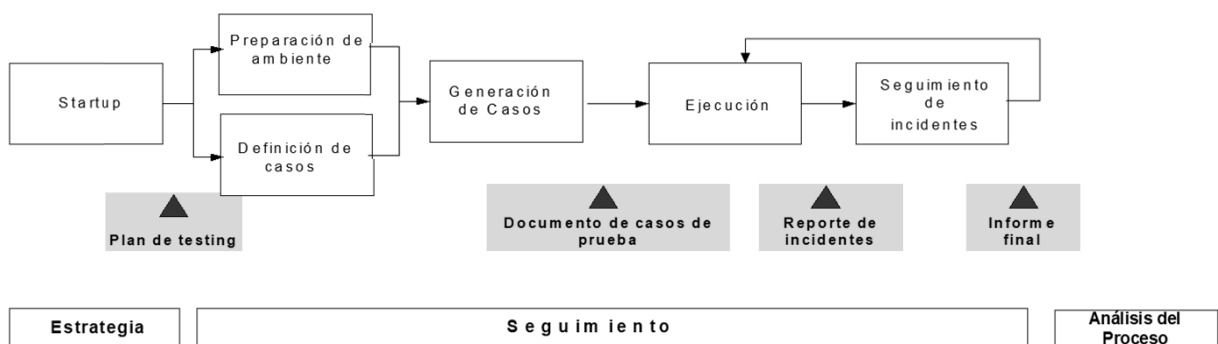 Startup
Preparación de
ambiente
Definición de
casos
Generación
de Casos
Ejecución
Seguimiento
de
incidentes
Plan de testing
Documento de casos de
prueba
Reporte de
incidentes
Informe
final
Estrategia
Seguimiento
Análisis del
Proceso